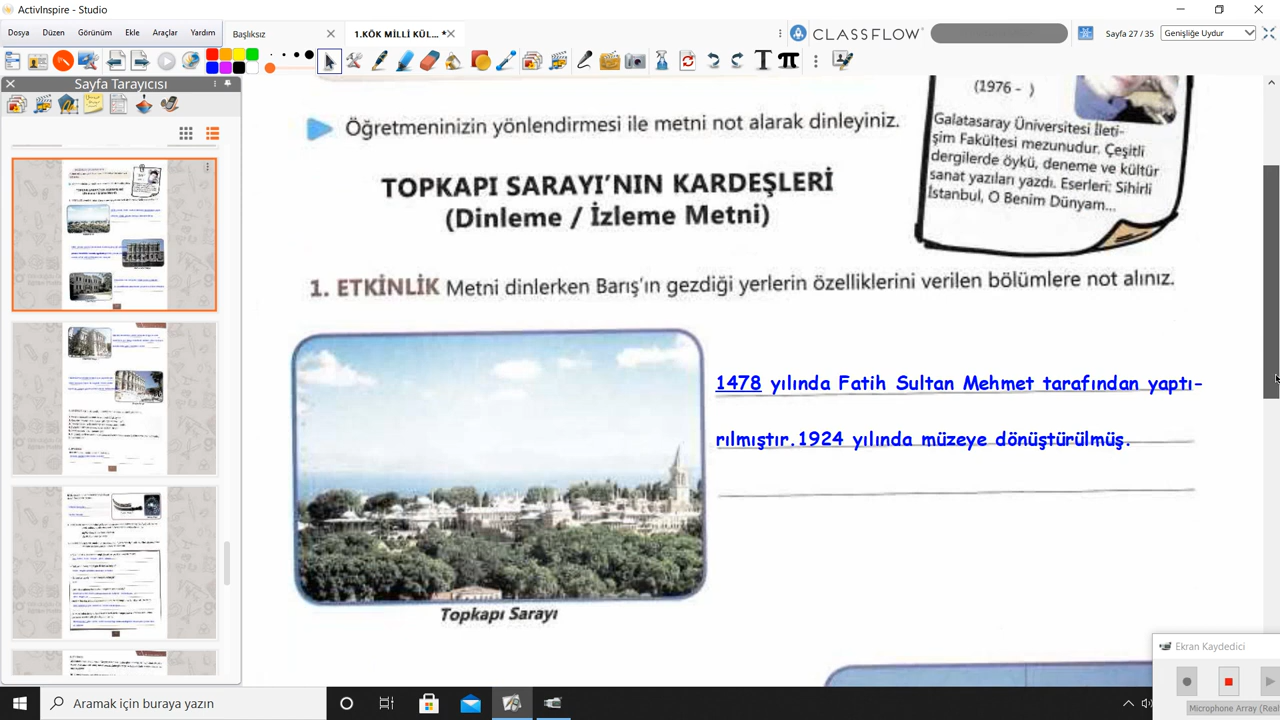 ActivInspire - Studio
Dosya Düzen Görünüm Ekle Araçlar Yardım
Başlıksız
1.KÖK MİLLİ KÜL... *
CLASSFLOW
Sayfa 27 / 35
Genişliğe Uydur
Sayfa Tarayıcısı
(1976 - )
Galatasaray Üniversitesi İleti-
şim Fakültesi mezunudur. Çeşitli
dergilerde öykü, deneme ve kültür
sanat yazıları yazdı. Eserleri: Sihirli
İstanbul, O Benim Dünyam...
Öğretmeninizin yönlendirmesi ile metni not alarak dinleyiniz.
TOPKAPI SARAYI'NIN KARDEŞLERİ
(Dinleme / İzleme Metni)
1. ETKİNLİK Metni dinlerken Barış'ın gezdiği yerlerin özelliklerini verilen bölümlere not alınız.
1478 yılında Fatih Sultan Mehmet tarafından yaptı-
rılmıştır.1924 yılında müzeye dönüştürülmüş.
Topkapı Sarayı
Ekran Kaydedici
Microphone Array (Real
Aramak için buraya yazın